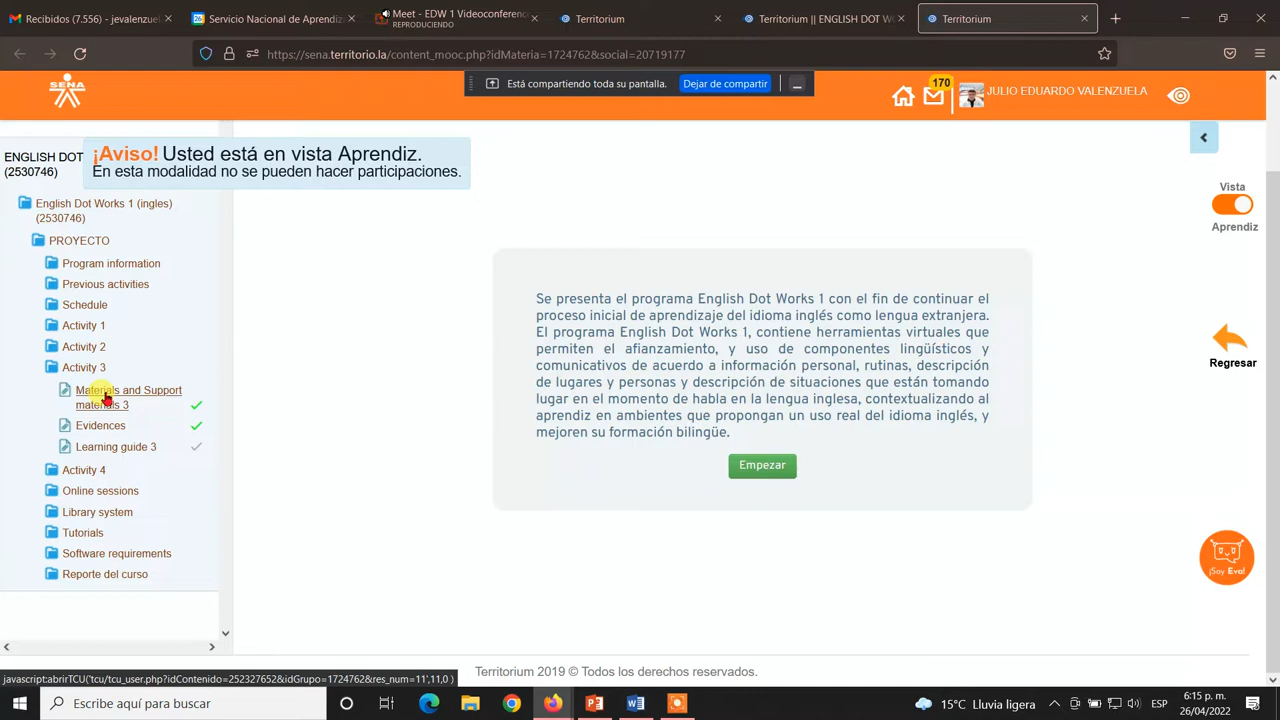 Recibidos (7.556) - jevalenzuel
Servicio Nacional de Aprendiza
Meet - EDW 1 Videoconferenc
REPRODUCIENDO
Territorium
Territorium || ENGLISH DOT W
Territorium
https://sena.territorio.la/content_mooc.php?idMateria=1724762&social=20719177
SENA
Está compartiendo toda su pantalla.
Dejar de compartir
170
JULIO EDUARDO VALENZUELA
ENGLISH DOT
(2530746)
¡Aviso! Usted está en vista Aprendiz.
En esta modalidad no se pueden hacer participaciones.
English Dot Works 1 (ingles)
(2530746)
PROYECTO
Program information
Previous activities
Schedule
Activity 1
Activity 2
Activity 3
Materials and Support
materials 3
Evidences
Learning guide 3
Activity 4
Online sessions
Library system
Tutorials
Software requirements
Reporte del curso
Se presenta el programa English Dot Works 1 con el fin de continuar el
proceso inicial de aprendizaje del idioma inglés como lengua extranjera.
El programa English Dot Works 1, contiene herramientas virtuales que
permiten el afianzamiento, y uso de componentes lingüísticos y
comunicativos de acuerdo a información personal, rutinas, descripción
de lugares y personas y descripción de situaciones que están tomando
lugar en el momento de habla en la lengua inglesa, contextualizando al
aprendiz en ambientes que propongan un uso real del idioma inglés, y
mejoren su formación bilingüe.
Empezar
Vista
Aprendiz
Regresar
¡Soy Eva!
Territorium 2019 © Todos los derechos reservados.
javascript:abrirTCU('tcu/tcu_user.php?idContenido=252327652&idGrupo=1724762&res_num=11',11,0 )
Escribe aquí para buscar
15°C Lluvia ligera
ESP
6:15 p. m.
26/04/2022